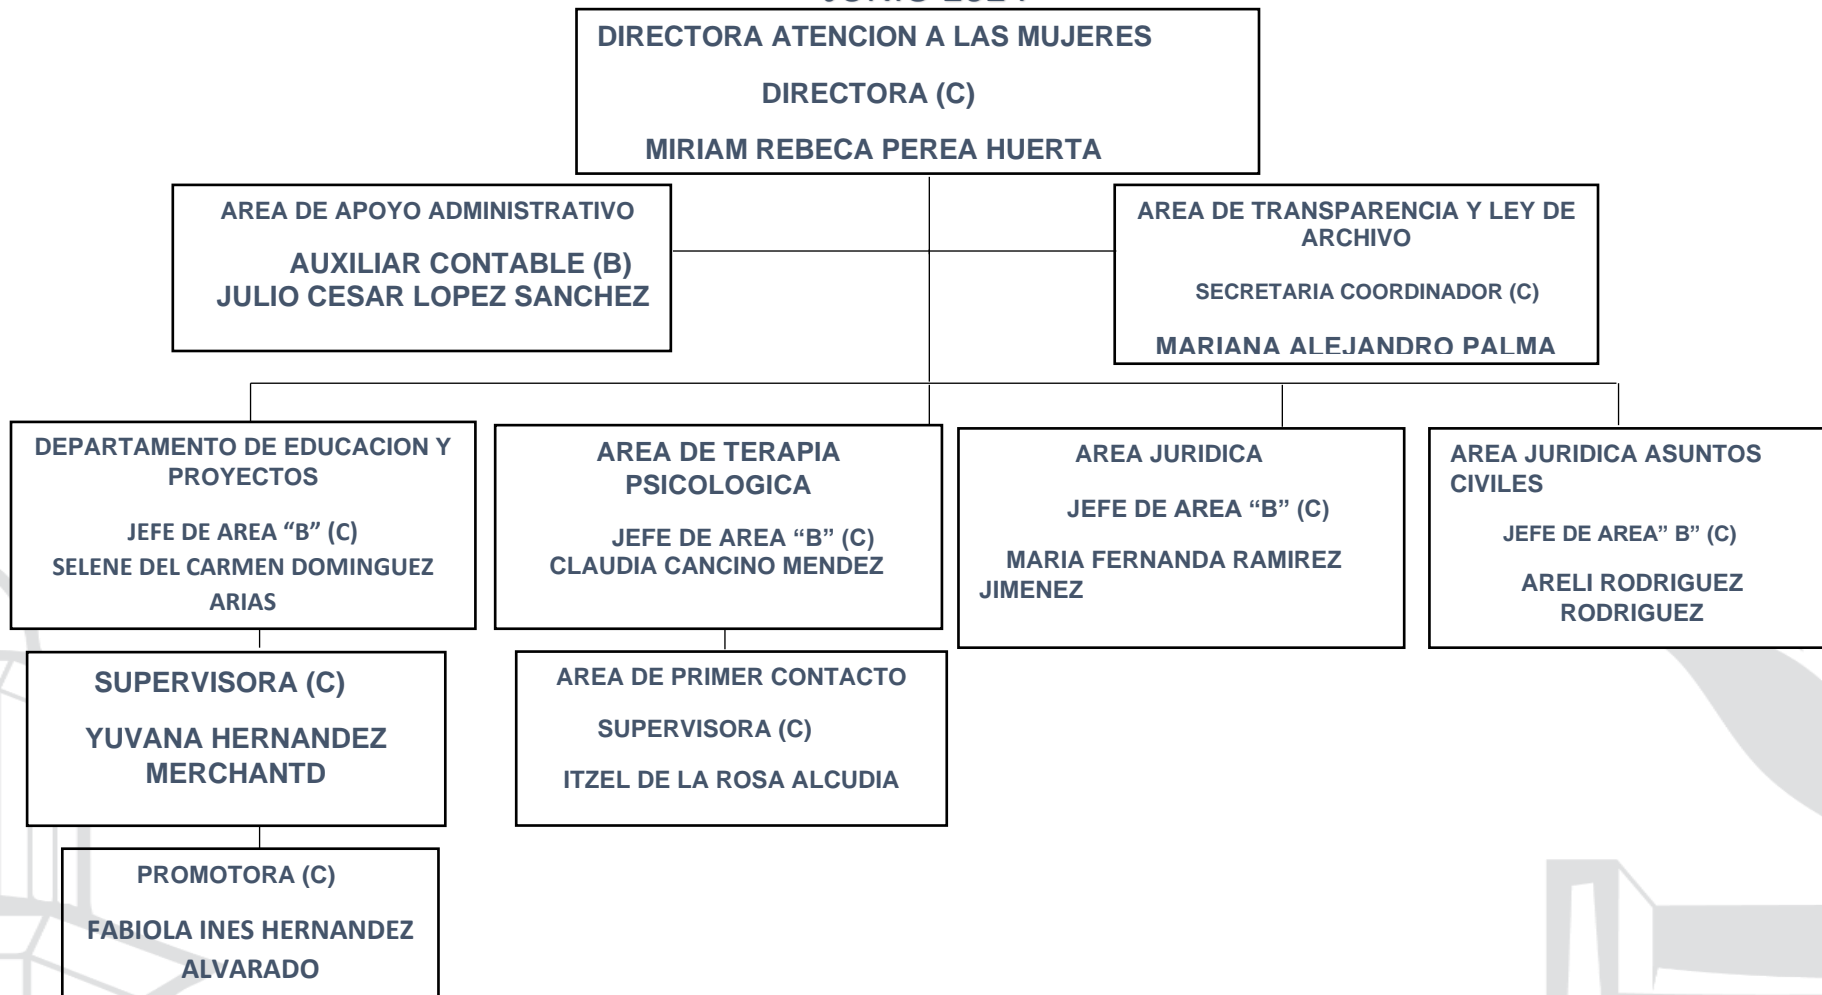 DIRECTORA ATENCION A LAS MUJERES
DIRECTORA (C)
MIRIAM REBECA PEREA HUERTA
AREA DE APOYO ADMINISTRATIVO
AUXILIAR CONTABLE (B)
JULIO CESAR LOPEZ SANCHEZ
AREA DE TRANSPARENCIA Y LEY DE
ARCHIVO
SECRETARIA COORDINADOR (C)
MARIANA ALEJANDRO PALMA
DEPARTAMENTO DE EDUCACION Y
PROYECTOS
JEFE DE AREA “B” (C)
SELENE DEL CARMEN DOMINGUEZ
ARIAS
AREA DE TERAPIA
PSICOLOGICA
JEFE DE AREA “B” (C)
CLAUDIA CANCINO MENDEZ
AREA JURIDICA
JEFE DE AREA “B” (C)
MARIA FERNANDA RAMIREZ
JIMENEZ
AREA JURIDICA ASUNTOS
CIVILES
JEFE DE AREA” B” (C)
ARELI RODRIGUEZ
RODRIGUEZ
SUPERVISORA (C)
YUVANA HERNANDEZ
MERCHANTD
AREA DE PRIMER CONTACTO
SUPERVISORA (C)
ITZEL DE LA ROSA ALCUDIA
PROMOTORA (C)
FABIOLA INES HERNANDEZ
ALVARADO